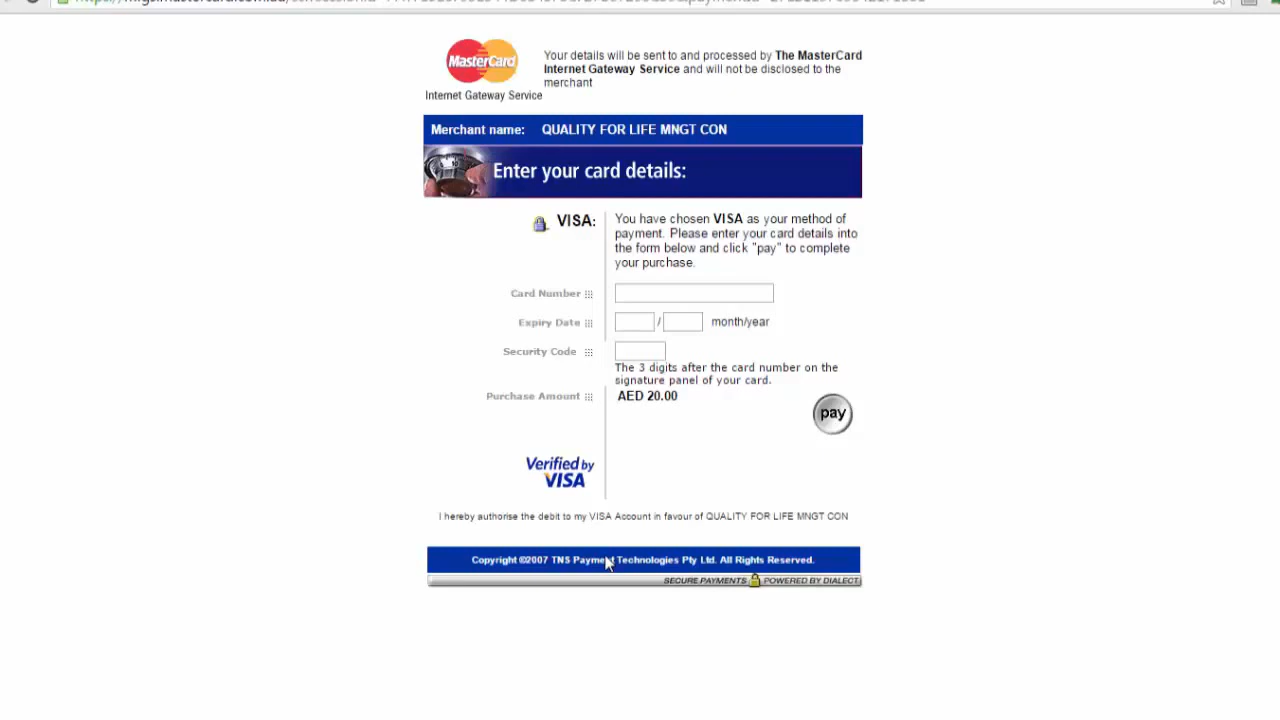 MasterCard
Internet Gateway Service
Your details will be sent to and processed by The MasterCard
Internet Gateway Service and will not be disclosed to the
merchant
Merchant name: QUALITY FOR LIFE MNGT CON
Enter your card details:
VISA:
You have chosen VISA as your method of
payment. Please enter your card details into
the form below and click "pay" to complete
your purchase.
Card Number
Expiry Date / month/year
Security Code
The 3 digits after the card number on the
signature panel of your card.
Purchase Amount AED 20.00
pay
Verified by
VISA
I hereby authorise the debit to my VISA Account in favour of QUALITY FOR LIFE MNGT CON
Copyright ©2007 TNS Payment Technologies Pty Ltd. All Rights Reserved.
SECURE PAYMENTS POWERED BY DIALECT